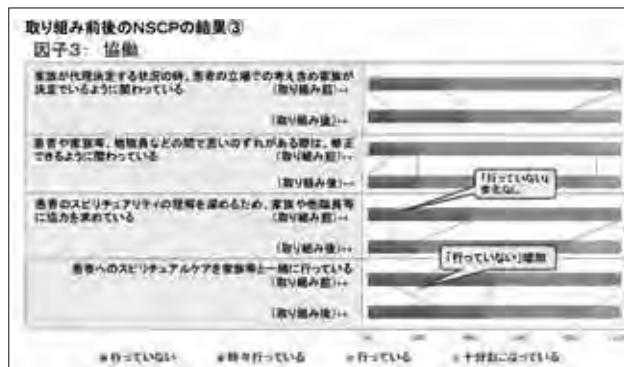 取り組み前後のNSCPの結果③
因子3： 協働
家族が代理決定する状況の時、患者の立場での考え含め家族が
決定でいるように関わっている （取り組み前）
（取り組み後）
患者や家族等、他職員などの間で思いのずれがある際は、修正
できるように関わっている （取り組み前）
（取り組み後）
「行っていない」
変化なし
患者のスピリチュアリティの理解を深めるため、家族や他職員等
に協力を求めている （取り組み前）
（取り組み後）
「行っていない」増加
患者へのスピリチュアルケアを家族等と一緒に行っている
（取り組み前）
（取り組み後）
行っていない 時々行っている 行っている 十分おこなっている